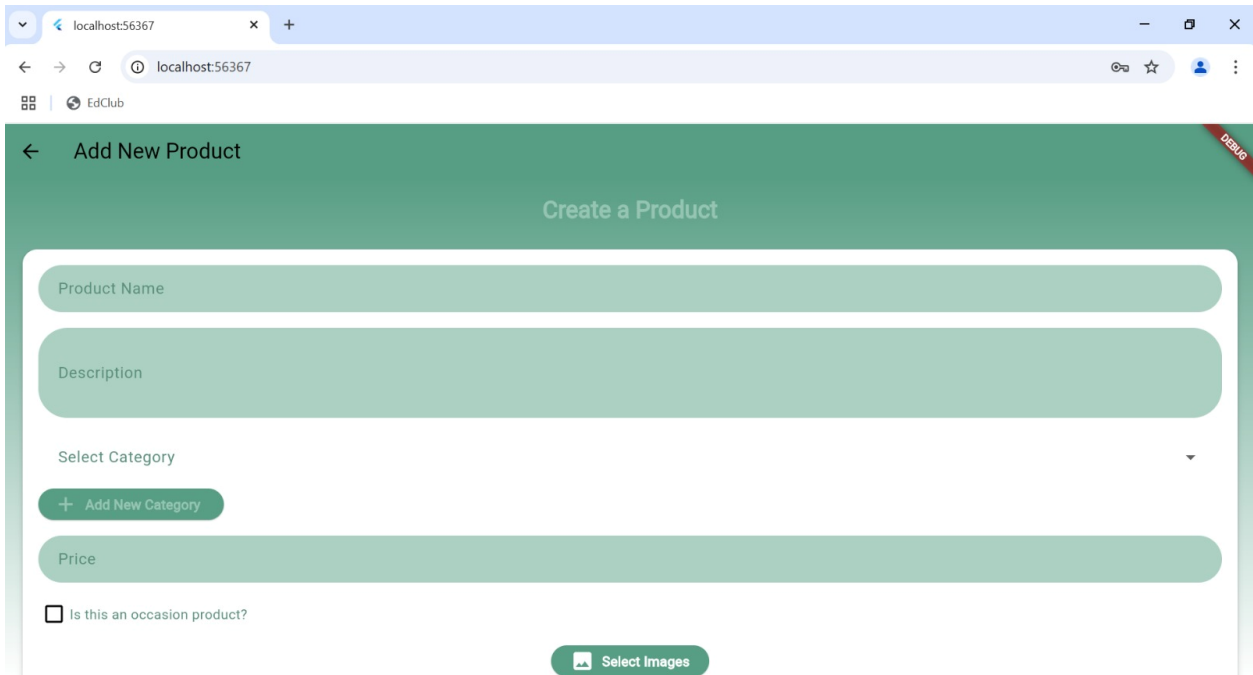 localhost:56367
localhost:56367
EdClub
Add New Product
DEBUG
Create a Product
Product Name
Description
Select Category
Add New Category
Price
Is this an occasion product?
Select Images